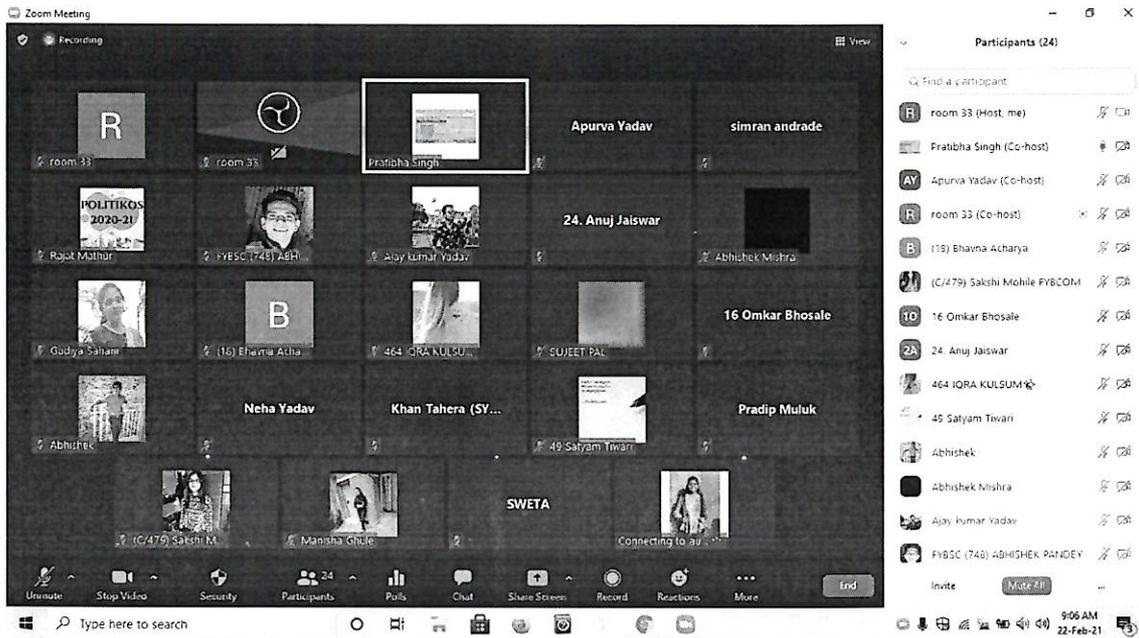 Zoom Meeting
Recording
View
R
room 33
room 33
Pratibha Singh
Apurva Yadav
simran andrade
POLITIKOS
2020-21
Rajat Mathur
FYBSC (748) ABHI...
Ajay kumar Yadav
24. Anuj Jaiswar
Abhishek Mishra
Gudiya Sahani
B
(18) Bhavna Acha...
464 IQRA KULSU...
SUJEET PAL
16 Omkar Bhosale
Abhishek
Neha Yadav
Khan Tahera (SY...
49 Satyam Tiwari
Pradip Muluk
(C/479) Sakshi M...
Manisha Ghule
SWETA
Connecting to au...
Unmute
Stop Video
Security
24
Participants
Polls
Chat
Share Screen
Record
Reactions
More
End
Participants (24)
Find a participant
R room 33 (Host, me)
Pratibha Singh (Co-host)
AY Apurva Yadav (Co-host)
R room 33 (Co-host)
B (18) Bhavna Acharya
(C/479) Sakshi Mohile FYBCOM
1O 16 Omkar Bhosale
2A 24. Anuj Jaiswar
464 IQRA KULSUM
49 Satyam Tiwari
Abhishek
Abhishek Mishra
Ajay kumar Yadav
FYBSC (748) ABHISHEK PANDEY
Invite
Mute All
...
Type here to search
9:06 AM
22-Feb-21
3